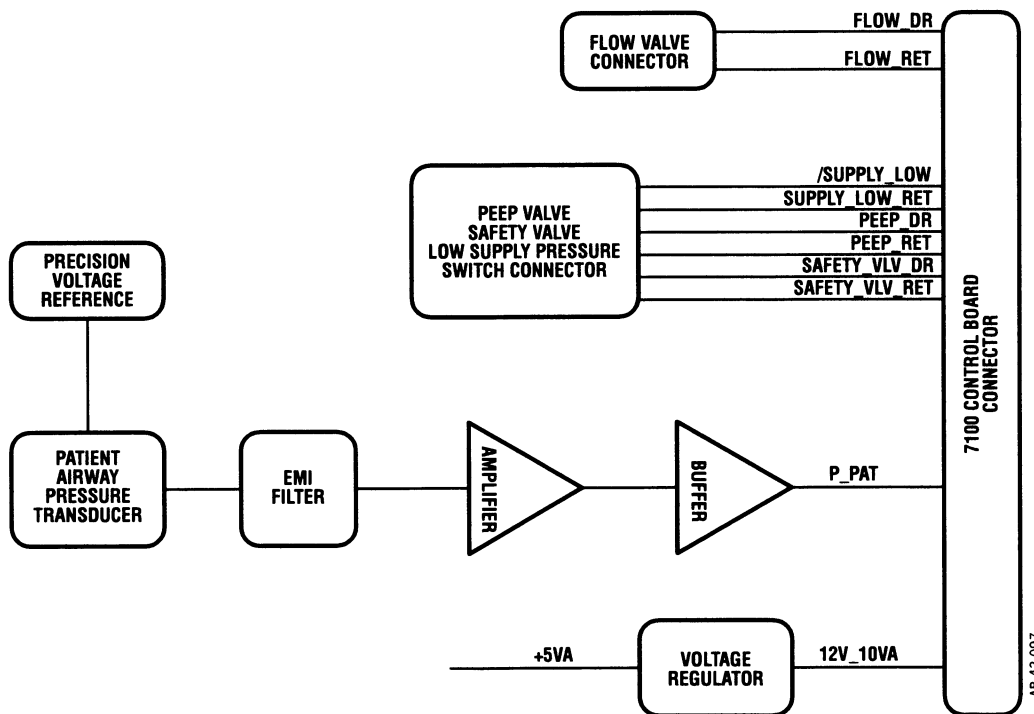 FLOW_DR
FLOW VALVE
CONNECTOR
FLOW_RET
/SUPPLY_LOW
SUPPLY_LOW_RET
PEEP_DR
PEEP_RET
SAFETY_VLV_DR
SAFETY_VLV_RET
PEEP VALVE
SAFETY VALVE
LOW SUPPLY PRESSURE
SWITCH CONNECTOR
PRECISION
VOLTAGE
REFERENCE
7100 CONTROL BOARD
CONNECTOR
PATIENT
AIRWAY
PRESSURE
TRANSDUCER
EMI
FILTER
AMPLIFIER
BUFFER
P_PAT
+5VA
VOLTAGE
REGULATOR
12V_10VA